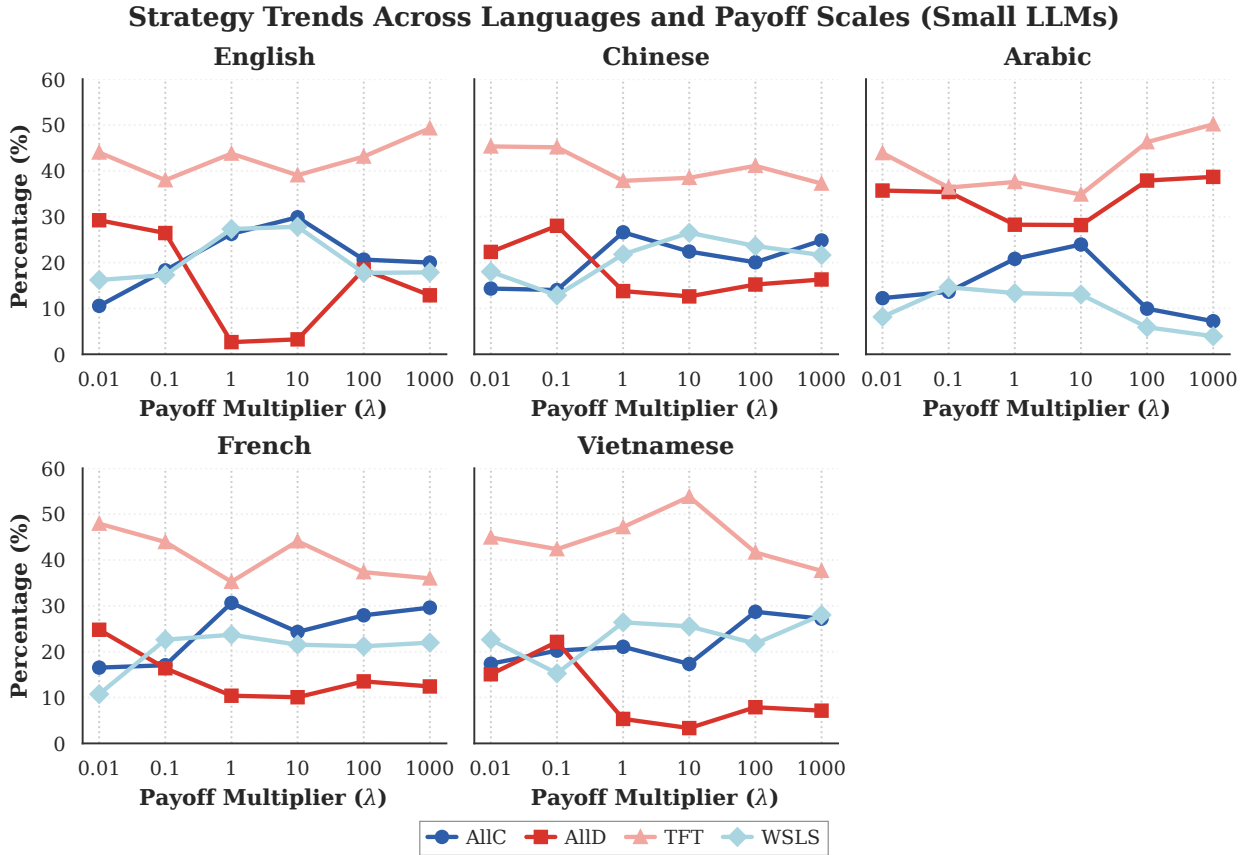 Strategy Trends Across Languages and Payoff Scales (Small LLMs)
English
Chinese
Arabic
Percentage (%)
60
50
40
30
20
10
0
0.01 0.1 1 10 100 1000
0.01 0.1 1 10 100 1000
0.01 0.1 1 10 100 1000
Payoff Multiplier (λ)
Payoff Multiplier (λ)
Payoff Multiplier (λ)
French
Vietnamese
Percentage (%)
60
50
40
30
20
10
0
0.01 0.1 1 10 100 1000
0.01 0.1 1 10 100 1000
Payoff Multiplier (λ)
Payoff Multiplier (λ)
AllC AllD TFT WSLS